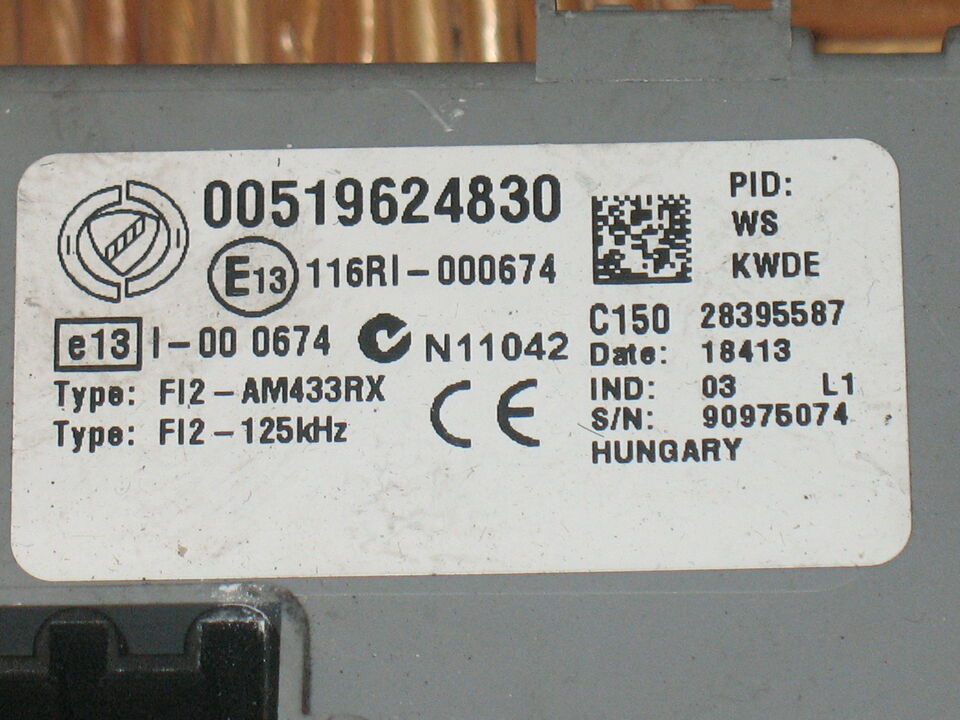 00519624830
E13 116RI-000674
e13 I-00 0674 N11042
Type: FI2-AM433RX
Type: FI2-125kHz
CE
PID:
WS
KWDE
C150 28395587
Date: 18413
IND: 03 L1
S/N: 90975074
HUNGARY